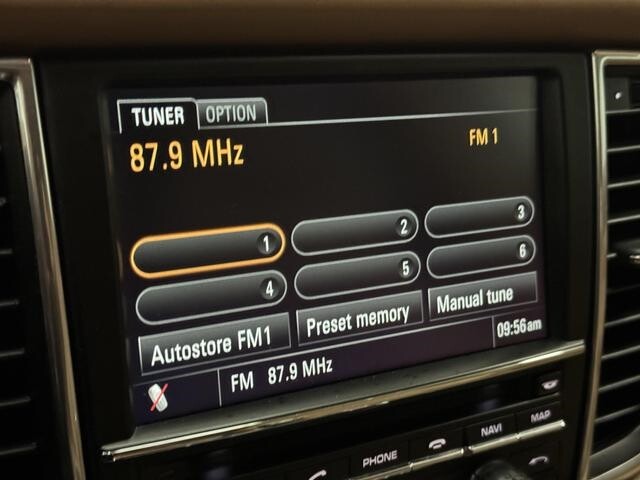 TUNER OPTION
87.9 MHz FM 1
1 2 3
4 5 6
Autostore FM1 Preset memory Manual tune
FM 87.9 MHz 09:56am
PHONE NAVI MAP